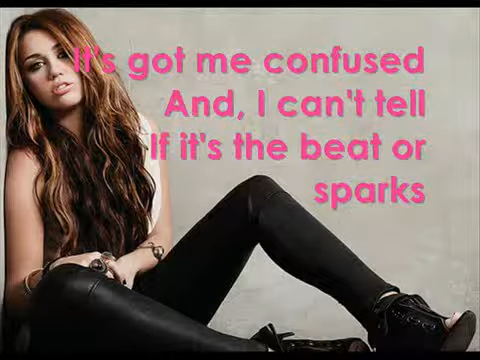 It's got me confused
And, I can't tell
If it's the beat or
sparks